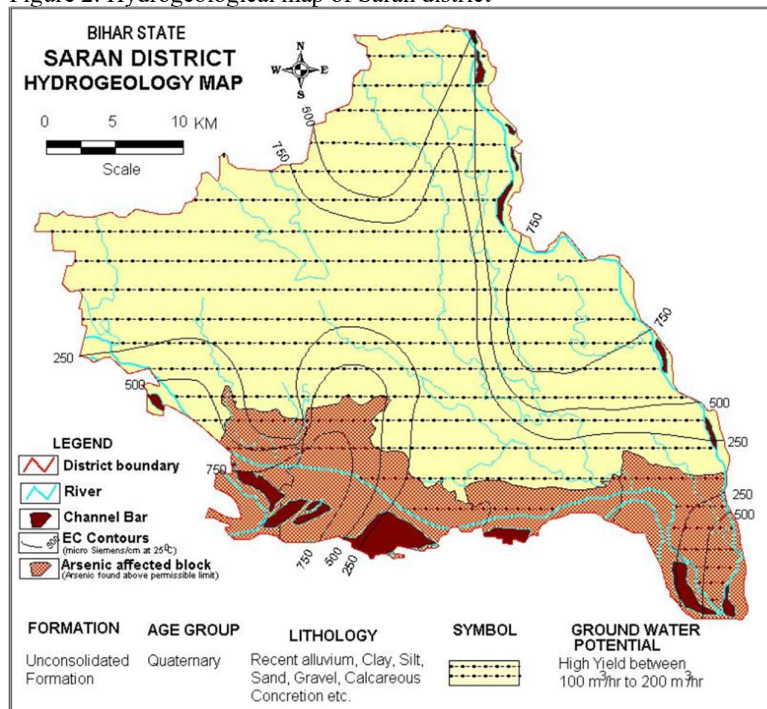 Figure 2: Hydrogeological map of Saran district
BIHAR STATE
SARAN DISTRICT
HYDROGEOLOGY MAP
N
W E
S
0 5 10 KM
Scale
500
750
750
750
250
500
500
250
750
250
500
750
500
250
LEGEND
District boundary
River
Channel Bar
500
EC Contours
(micro Siemens/cm at 25°C)
Arsenic affected block
(Arsenic found above permissible limit)
FORMATION
Unconsolidated
Formation
AGE GROUP
Quaternary
LITHOLOGY
Recent alluvium, Clay, Silt,
Sand, Gravel, Calcareous
Concretion etc.
SYMBOL
GROUND WATER
POTENTIAL
High Yield between
100 m³hr to 200 m³hr